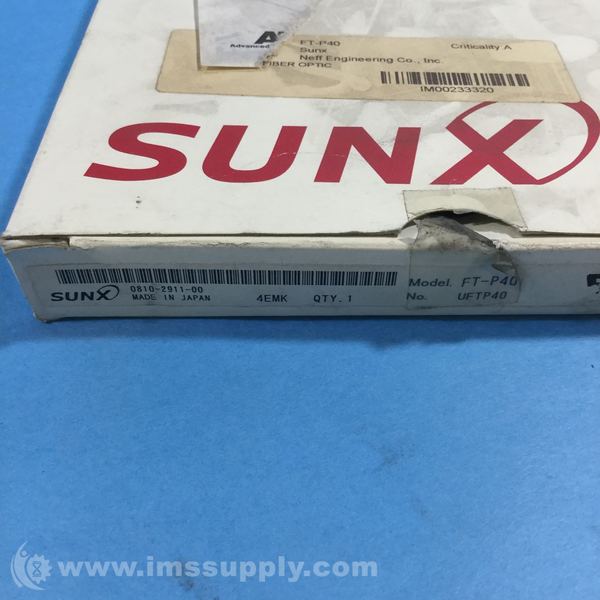 FT-P40 Criticality A
Advanced Sunx
Neff Engineering Co., Inc.
FIBER OPTIC
IM00233320
SUNX
SUNX 0810-2911-00
MADE IN JAPAN 4EMK QTY. 1
Model. FT-P40
No. UFTP40
www.imssupply.com